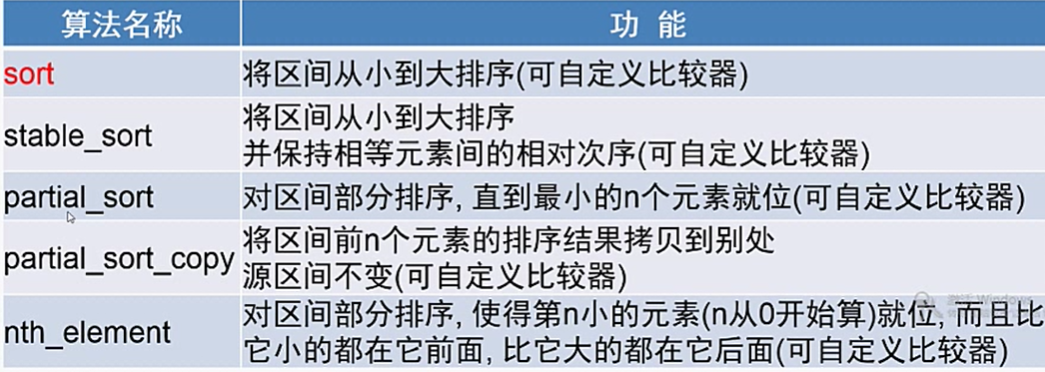 算法名称 功 能
sort 将区间从小到大排序(可自定义比较器)
stable_sort 将区间从小到大排序
并保持相等元素间的相对次序(可自定义比较器)
partial_sort 对区间部分排序, 直到最小的n个元素就位(可自定义比较器)
partial_sort_copy 将区间前n个元素的排序结果拷贝到别处
源区间不变(可自定义比较器)
nth_element 对区间部分排序, 使得第n小的元素(n从0开始算)就位, 而且比
它小的都在它前面, 比它大的都在它后面(可自定义比较器)
激活 Windows